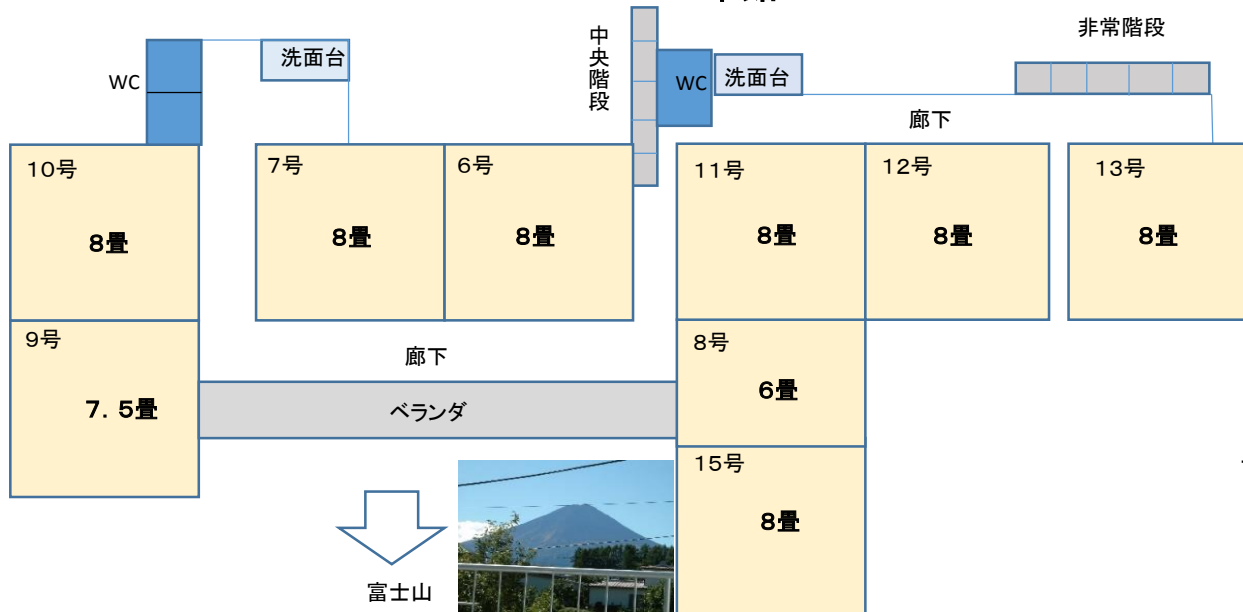 中央階段
非常階段
WC
洗面台
WC
洗面台
廊下
10号
8畳
7号
8畳
6号
8畳
11号
8畳
12号
8畳
13号
8畳
9号
7．5畳
廊下
ベランダ
8号
6畳
15号
8畳
富士山